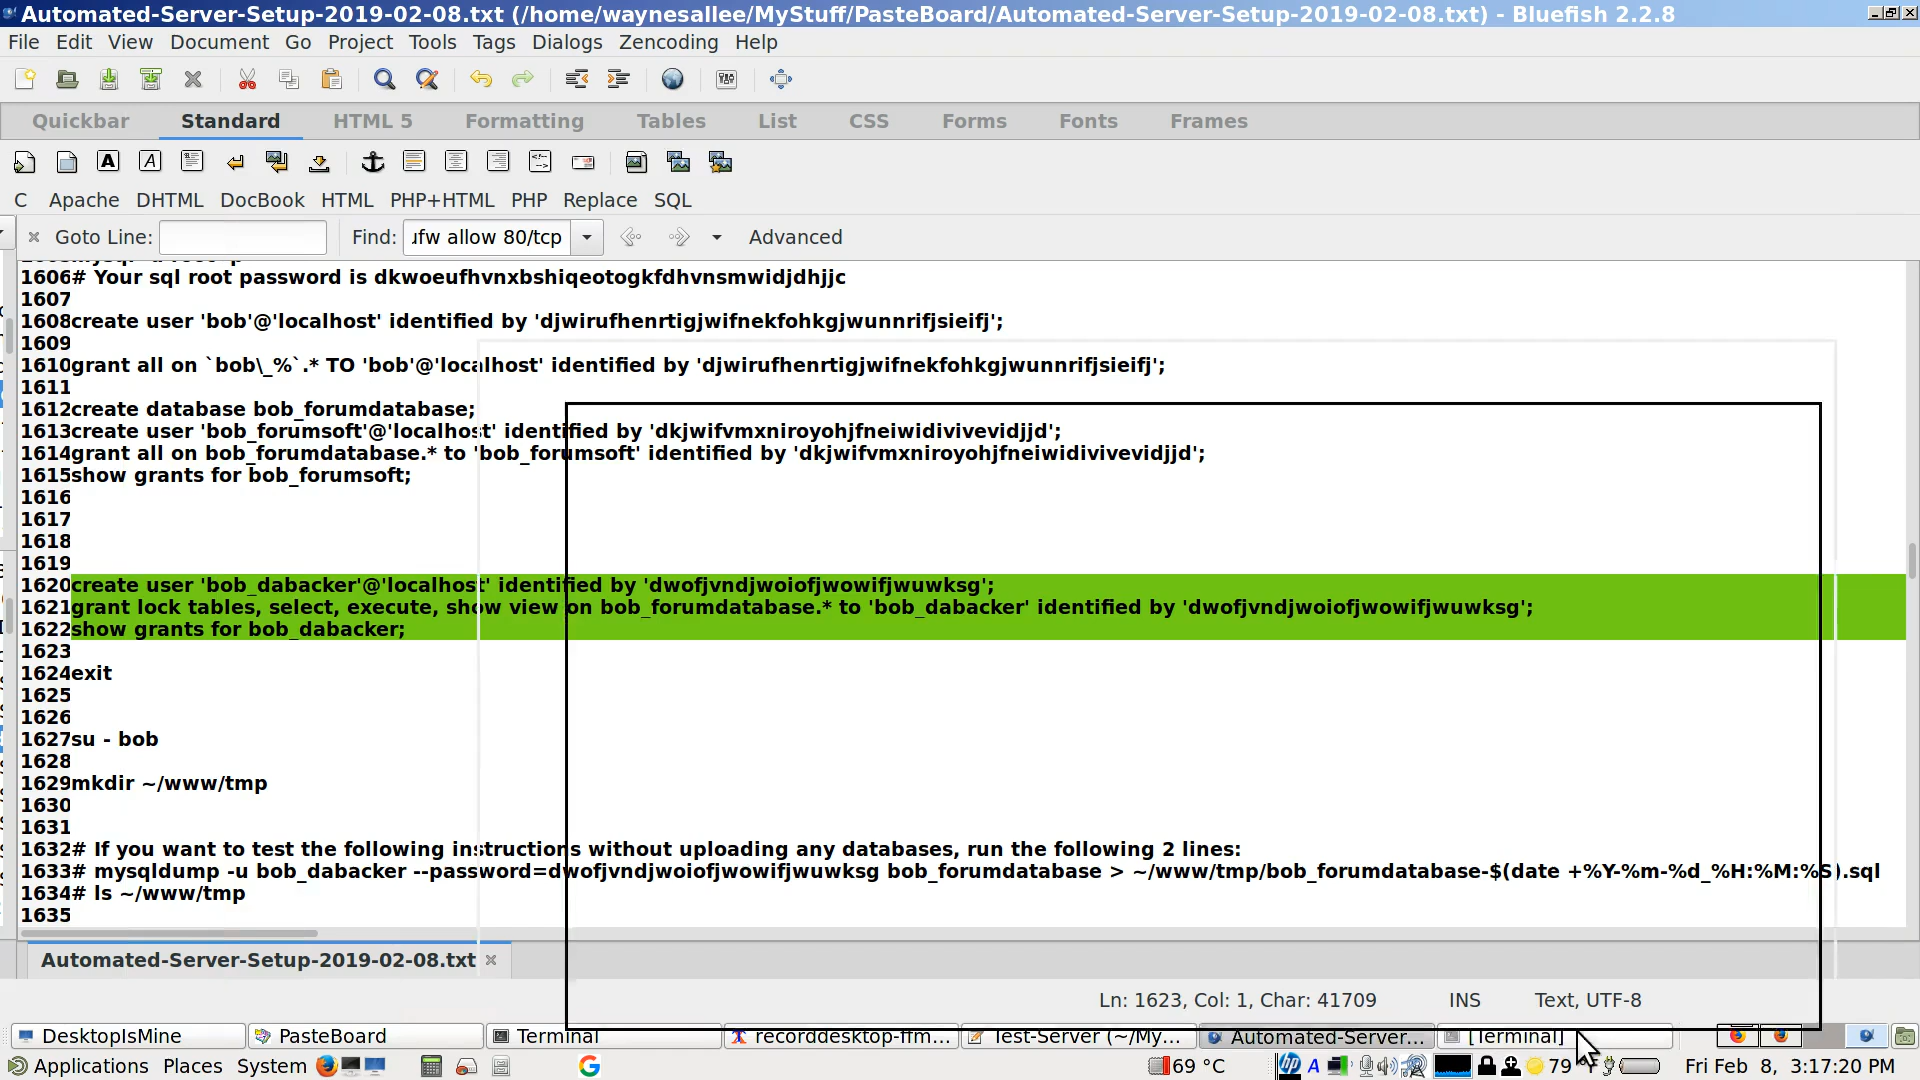 Automated-Server-Setup-2019-02-08.txt (/home/waynesallee/MyStuff/PasteBoard/Automated-Server-Setup-2019-02-08.txt) - Bluefish 2.2.8
File Edit View Document Go Project Tools Tags Dialogs Zencoding Help
Quickbar Standard HTML 5 Formatting Tables List CSS Forms Fonts Frames
C Apache DHTML DocBook HTML PHP+HTML PHP Replace SQL
Goto Line: Find: ufw allow 80/tcp Advanced
1606# Your sql root password is dkwoeufhvnxbshiqeotogkfdhvnsmwidjdhjjc
1607
1608create user 'bob'@'localhost' identified by 'djwirufhenrtigjwifnekfohkgjwunnrifjsieifj';
1609
1610grant all on `bob\_%`.* TO 'bob'@'localhost' identified by 'djwirufhenrtigjwifnekfohkgjwunnrifjsieifj';
1611
1612create database bob_forumdatabase;
1613create user 'bob_forumsoft'@'localhost' identified by 'dkjwifvmxniroyohjfneiwidivivevidjjd';
1614grant all on bob_forumdatabase.* to 'bob_forumsoft' identified by 'dkjwifvmxniroyohjfneiwidivivevidjjd';
1615show grants for bob_forumsoft;
1616
1617
1618
1619
1620create user 'bob_dabacker'@'localhost' identified by 'dwofjvndjwoiofjwowifjwuwksg';
1621grant lock tables, select, execute, show view on bob_forumdatabase.* to 'bob_dabacker' identified by 'dwofjvndjwoiofjwowifjwuwksg';
1622show grants for bob_dabacker;
1623
1624exit
1625
1626
1627su - bob
1628
1629mkdir ~/www/tmp
1630
1631
1632# If you want to test the following instructions without uploading any databases, run the following 2 lines:
1633# mysqldump -u bob_dabacker --password=dwofjvndjwoiofjwowifjwuwksg bob_forumdatabase > ~/www/tmp/bob_forumdatabase-$(date +%Y-%m-%d_%H:%M:%S).sql
1634# ls ~/www/tmp
1635
Automated-Server-Setup-2019-02-08.txt
Ln: 1623, Col: 1, Char: 41709 INS Text, UTF-8
DesktopIsMine PasteBoard Terminal recorddesktop-ffm... Test-Server (~/My... Automated-Server... [Terminal]
Applications Places System 69 °C 79 °F Fri Feb 8, 3:17:20 PM